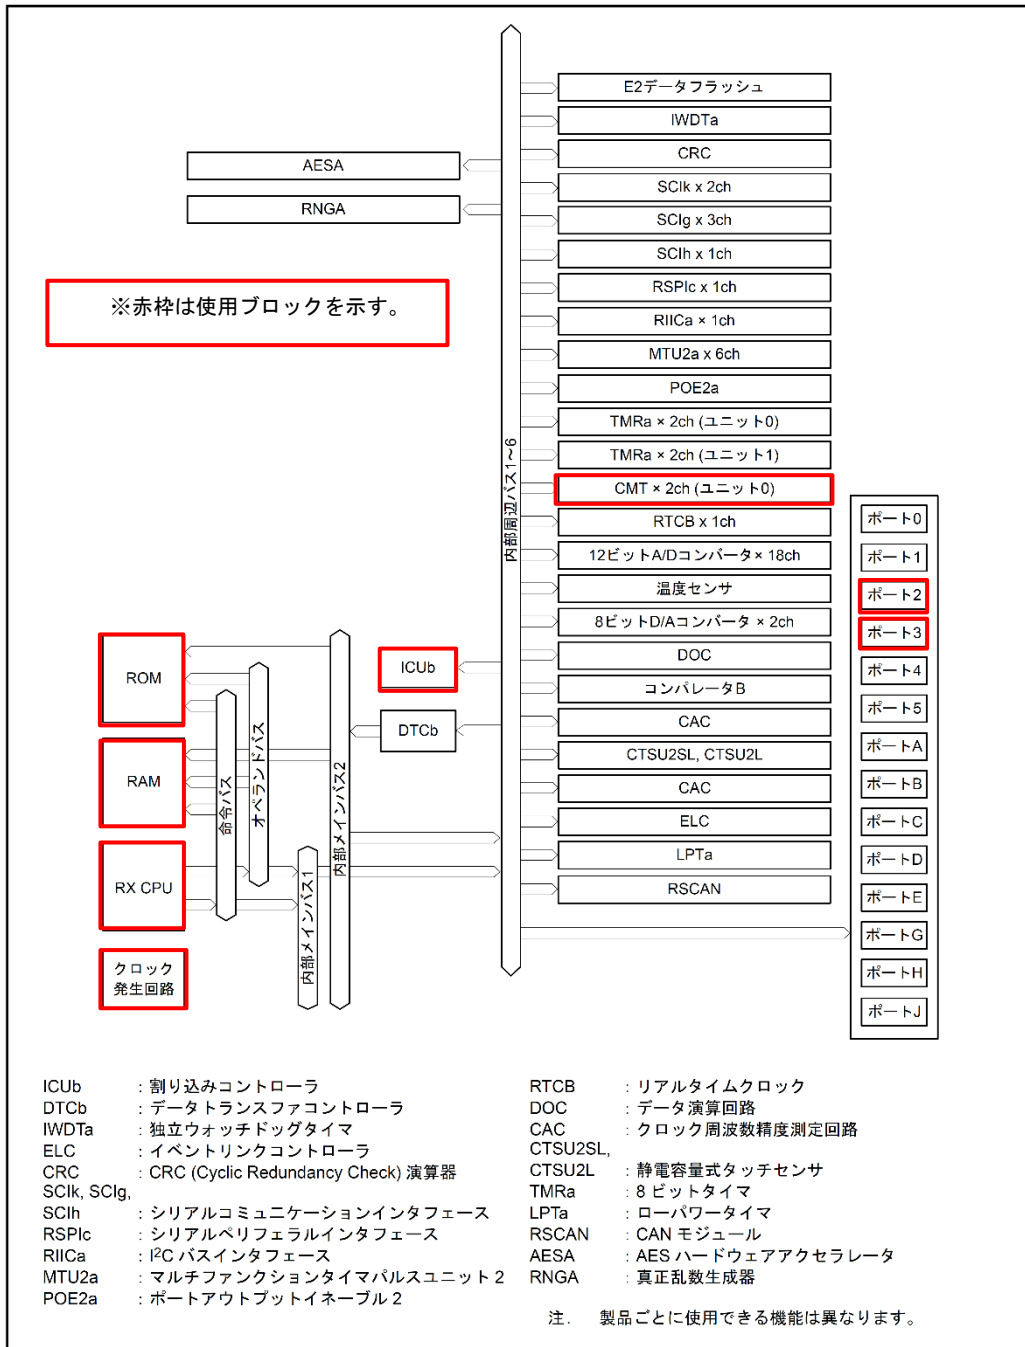 E2データフラッシュ
IWDTa
CRC
SCIk x 2ch
SCIg x 3ch
SCIh x 1ch
RSPIc x 1ch
RIICa × 1ch
MTU2a x 6ch
POE2a
TMRa × 2ch (ユニット0)
TMRa × 2ch (ユニット1)
CMT × 2ch (ユニット0)
RTCB x 1ch
12ビットA/Dコンバータ× 18ch
温度センサ
8ビットD/Aコンバータ × 2ch
DOC
コンパレータB
CAC
CTSU2SL, CTSU2L
CAC
ELC
LPTa
RSCAN
AESA
RNGA
※赤枠は使用ブロックを示す。
内部周辺バス1~6
ポート0
ポート1
ポート2
ポート3
ポート4
ポート5
ポートA
ポートB
ポートC
ポートD
ポートE
ポートG
ポートH
ポートJ
ICUb
DTCb
ROM
RAM
RX CPU
クロック
発生回路
命令バス
オペランドバス
内部メインバス1
内部メインバス2
ICUb : 割り込みコントローラ
DTCb : データトランスファコントローラ
IWDTa : 独立ウォッチドッグタイマ
ELC : イベントリンクコントローラ
CRC : CRC (Cyclic Redundancy Check) 演算器
SCIk, SCIg,
SCIh : シリアルコミュニケーションインタフェース
RSPIc : シリアルペリフェラルインタフェース
RIICa : I²C バスインタフェース
MTU2a : マルチファンクションタイマパルスユニット 2
POE2a : ポートアウトプットイネーブル 2
RTCB : リアルタイムクロック
DOC : データ演算回路
CAC : クロック周波数精度測定回路
CTSU2SL,
CTSU2L : 静電容量式タッチセンサ
TMRa : 8 ビットタイマ
LPTa : ローパワータイマ
RSCAN : CAN モジュール
AESA : AES ハードウェアアクセラレータ
RNGA : 真正乱数生成器
注. 製品ごとに使用できる機能は異なります。